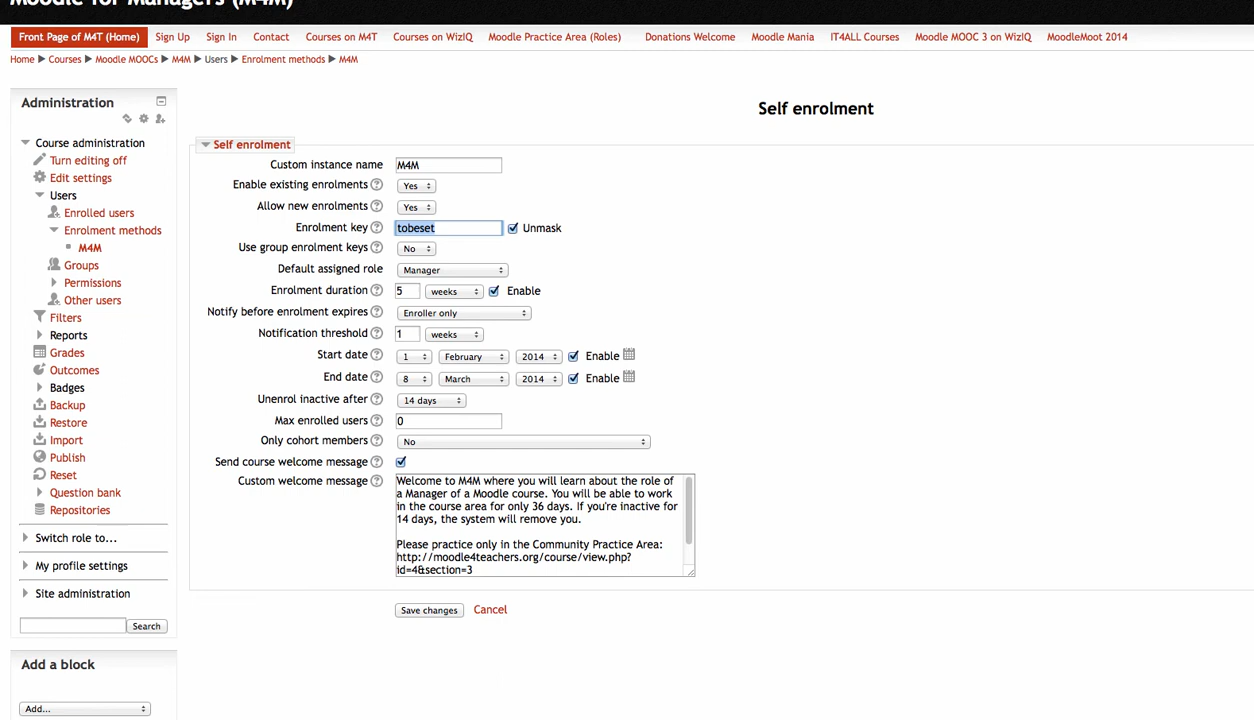 Moodle for Managers (M4M)
Front Page of M4T (Home) Sign Up Sign In Contact Courses on M4T Courses on WizIQ Moodle Practice Area (Roles) Donations Welcome Moodle Mania IT4ALL Courses Moodle MOOC 3 on WizIQ MoodleMoot 2014
Home Courses Moodle MOOCs M4M Users Enrolment methods M4M
Administration
Course administration
Turn editing off
Edit settings
Users
Enrolled users
Enrolment methods
M4M
Groups
Permissions
Other users
Filters
Reports
Grades
Outcomes
Badges
Backup
Restore
Import
Publish
Reset
Question bank
Repositories
Switch role to...
My profile settings
Site administration
Search
Add a block
Add...
Self enrolment
Self enrolment
Custom instance name M4M
Enable existing enrolments Yes
Allow new enrolments Yes
Enrolment key tobeset Unmask
Use group enrolment keys No
Default assigned role Manager
Enrolment duration 5 weeks Enable
Notify before enrolment expires Enroller only
Notification threshold 1 weeks
Start date 1 February 2014 Enable
End date 8 March 2014 Enable
Unenrol inactive after 14 days
Max enrolled users 0
Only cohort members No
Send course welcome message
Custom welcome message Welcome to M4M where you will learn about the role of
a Manager of a Moodle course. You will be able to work
in the course area for only 36 days. If you're inactive for
14 days, the system will remove you.
Please practice only in the Community Practice Area:
http://moodle4teachers.org/course/view.php?
id=4&section=3
Save changes Cancel